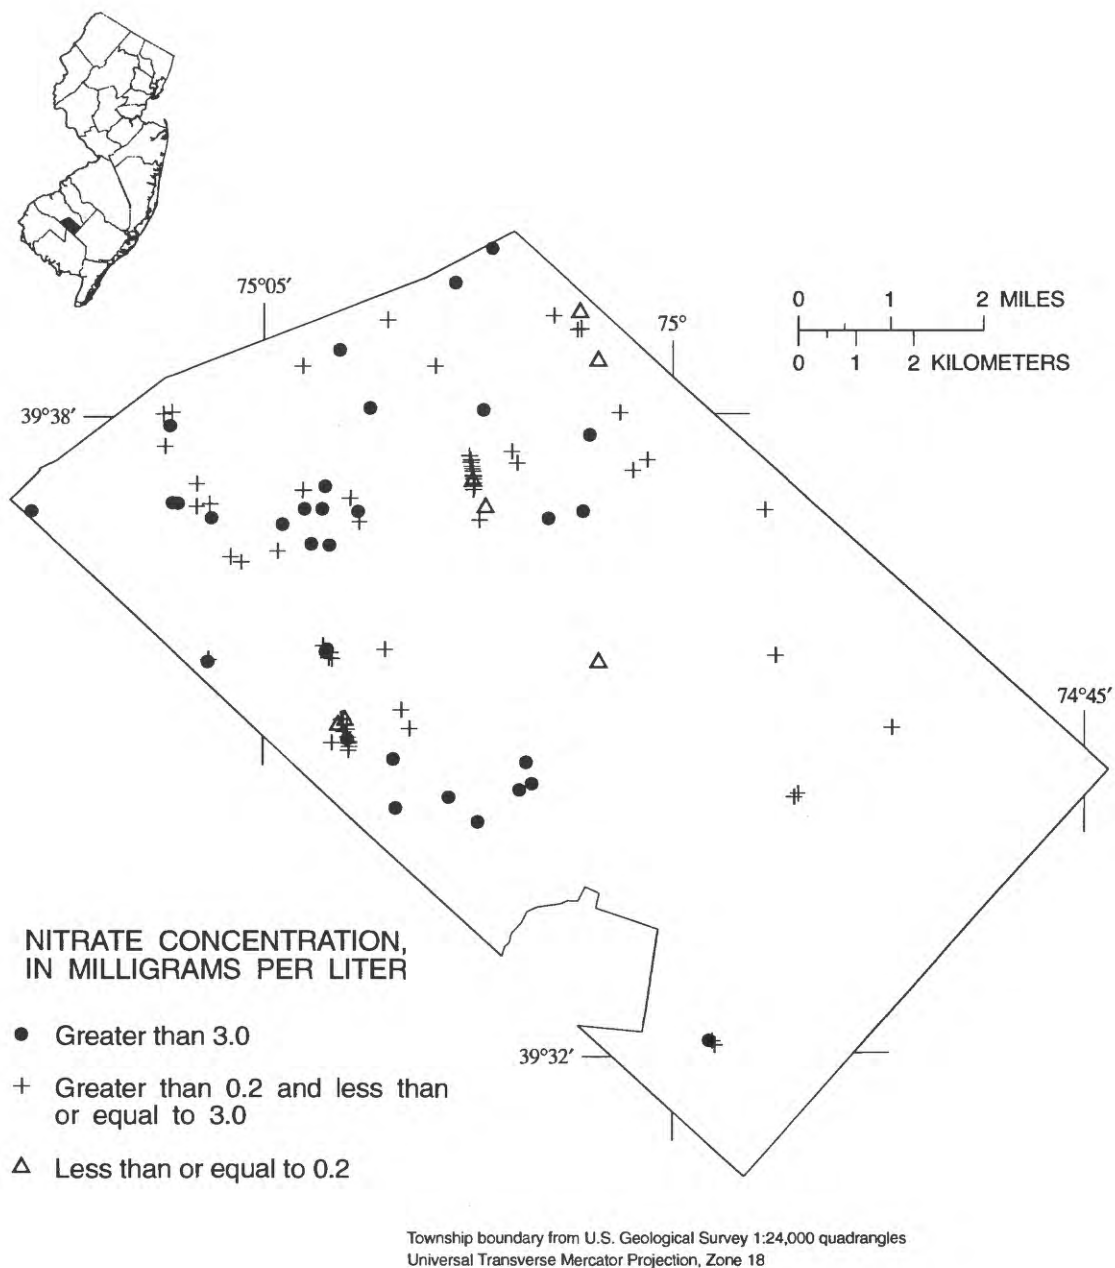 0 1 2 MILES
0 1 2 KILOMETERS
75°05′
75°
39°38′
74°45′
39°32′
NITRATE CONCENTRATION,
IN MILLIGRAMS PER LITER
Greater than 3.0
Greater than 0.2 and less than
or equal to 3.0
Less than or equal to 0.2
Township boundary from U.S. Geological Survey 1:24,000 quadrangles
Universal Transverse Mercator Projection, Zone 18